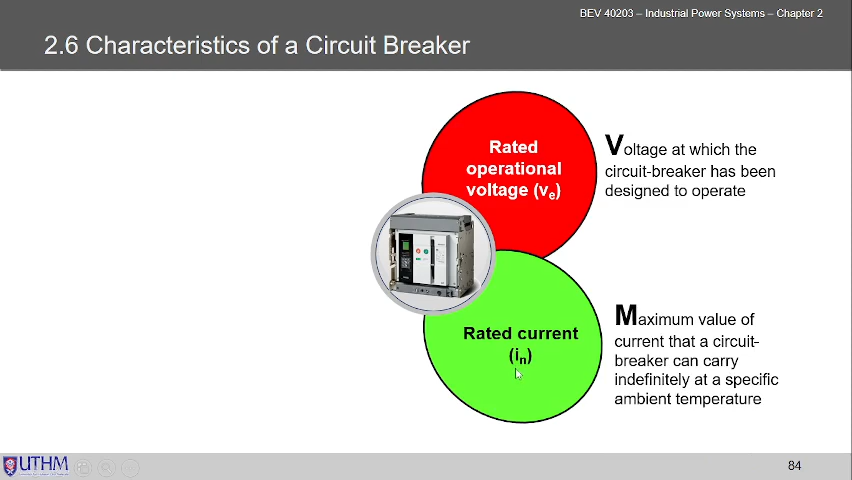 BEV 40203 – Industrial Power Systems – Chapter 2
2.6 Characteristics of a Circuit Breaker
Rated
operational
voltage (ve)
Voltage at which the
circuit-breaker has been
designed to operate
Rated current
(in)
Maximum value of
current that a circuit-
breaker can carry
indefinitely at a specific
ambient temperature
UTHM
84